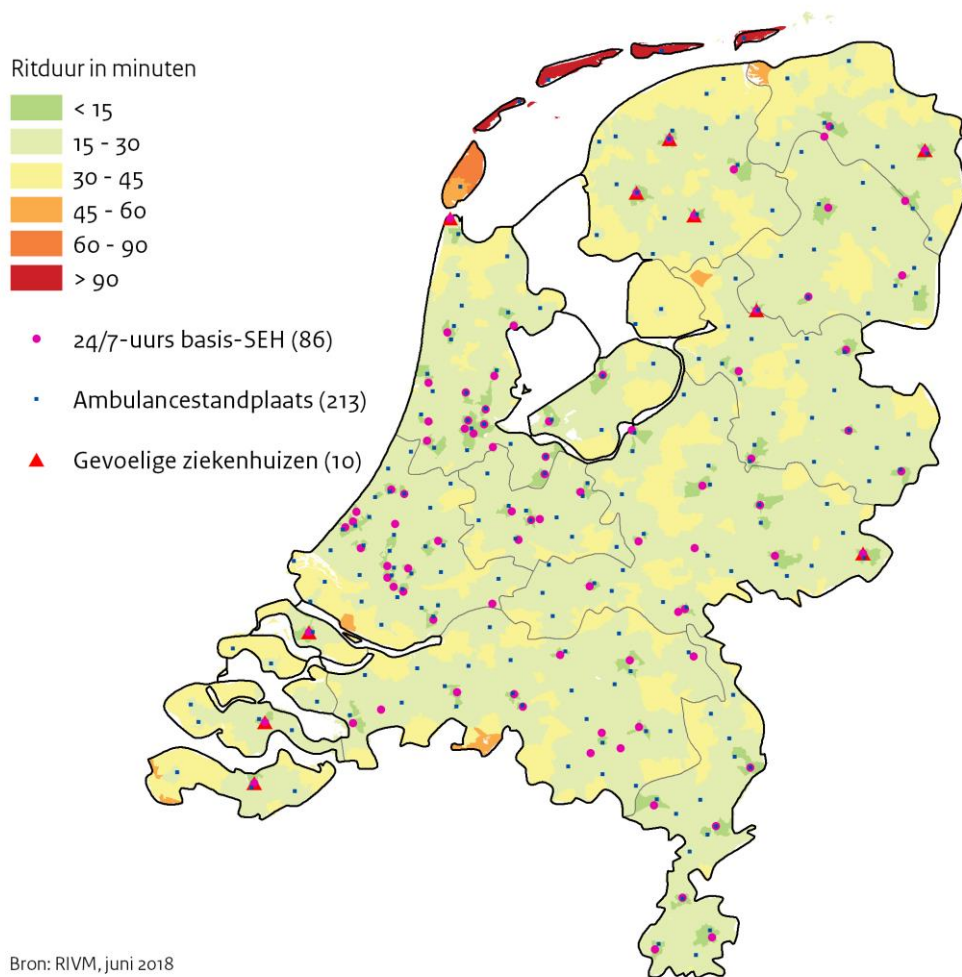 Ritduur in minuten
< 15
15 - 30
30 - 45
45 - 60
60 - 90
> 90
24/7-uurs basis-SEH (86)
Ambulancestandplaats (213)
Gevoelige ziekenhuizen (10)
Bron: RIVM, juni 2018